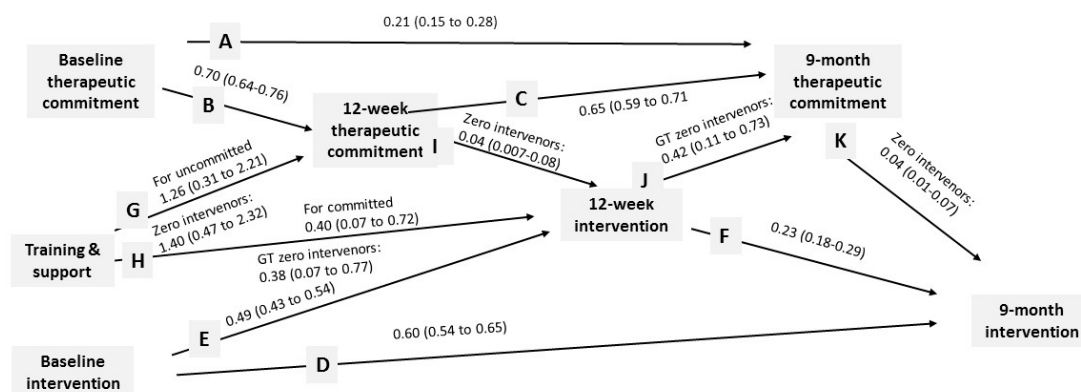 0.21 (0.15 to 0.28)
A
Baseline
therapeutic
commitment
9-month
therapeutic
commitment
0.70 (0.64-0.76)
B
C
0.65 (0.59 to 0.71
12-week
therapeutic
commitment
I
Zero intervenors:
0.04 (0.007-0.08)
GT zero intervenors:
0.42 (0.11 to 0.73)
J
K
Zero intervenors:
0.04 (0.01-0.07)
For uncommitted
1.26 (0.31 to 2.21)
G
Zero intervenors:
1.40 (0.47 to 2.32)
For committed
0.40 (0.07 to 0.72)
12-week
intervention
Training &
support
H
GT zero intervenors:
0.38 (0.07 to 0.77)
F
0.23 (0.18-0.29)
E
0.49 (0.43 to 0.54)
9-month
intervention
0.60 (0.54 to 0.65)
D
Baseline
intervention